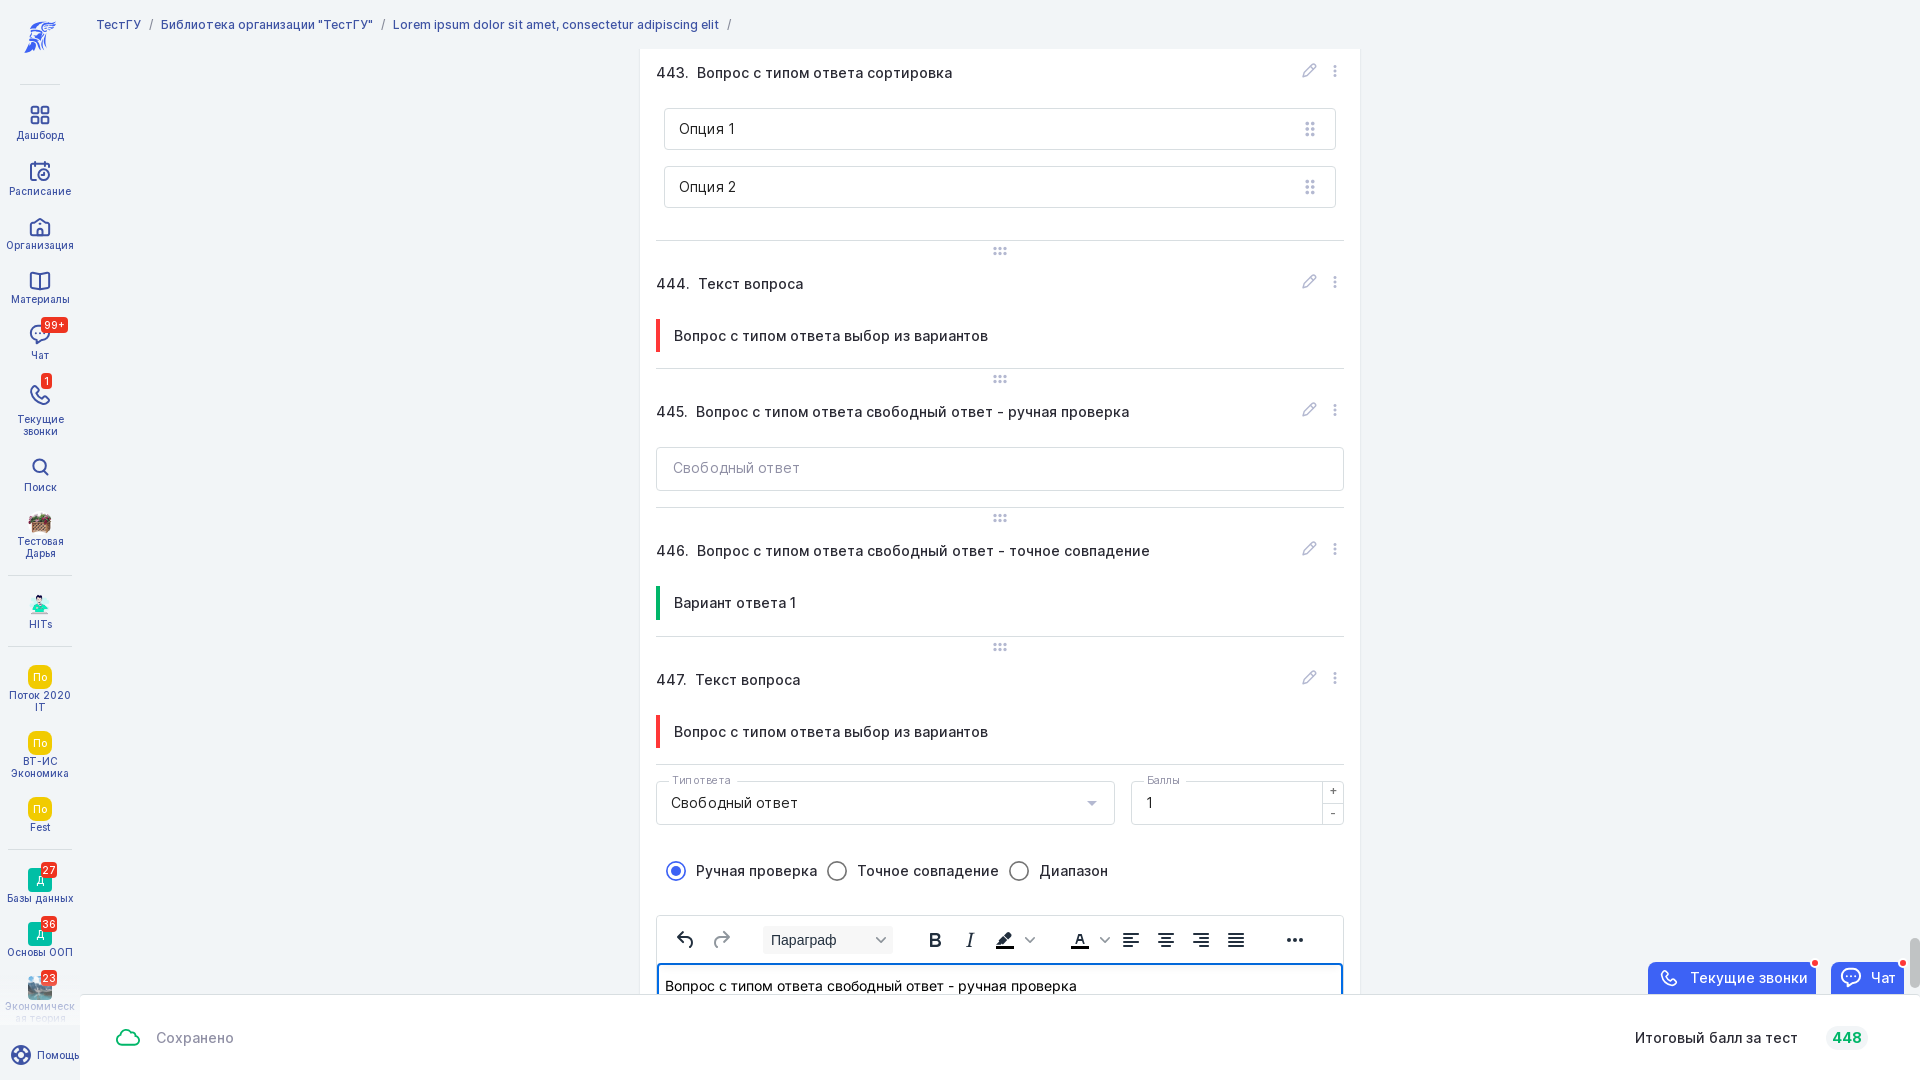 ТестГУ / Библиотека организации "ТестГУ" / Lorem ipsum dolor sit amet, consectetur adipiscing elit /
Дашборд
Расписание
Организация
Материалы
99+
Чат
1
Текущие
звонки
Поиск
Тестовая
Дарья
HITs
По
Поток 2020
IT
По
ВТ-ИС
Экономика
По
Fest
27
Д
Базы данных
36
Д
Основы ООП
23
Экономическ
ая теория
Помощь
443. Вопрос с типом ответа сортировка
Опция 1
Опция 2
444. Текст вопроса
Вопрос с типом ответа выбор из вариантов
445. Вопрос с типом ответа свободный ответ - ручная проверка
Свободный ответ
446. Вопрос с типом ответа свободный ответ - точное совпадение
Вариант ответа 1
447. Текст вопроса
Вопрос с типом ответа выбор из вариантов
Тип ответа
Свободный ответ
Баллы
1
+
-
Ручная проверка Точное совпадение Диапазон
Параграф
Вопрос с типом ответа свободный ответ - ручная проверка
Текущие звонки
Чат
Сохранено
Итоговый балл за тест 448